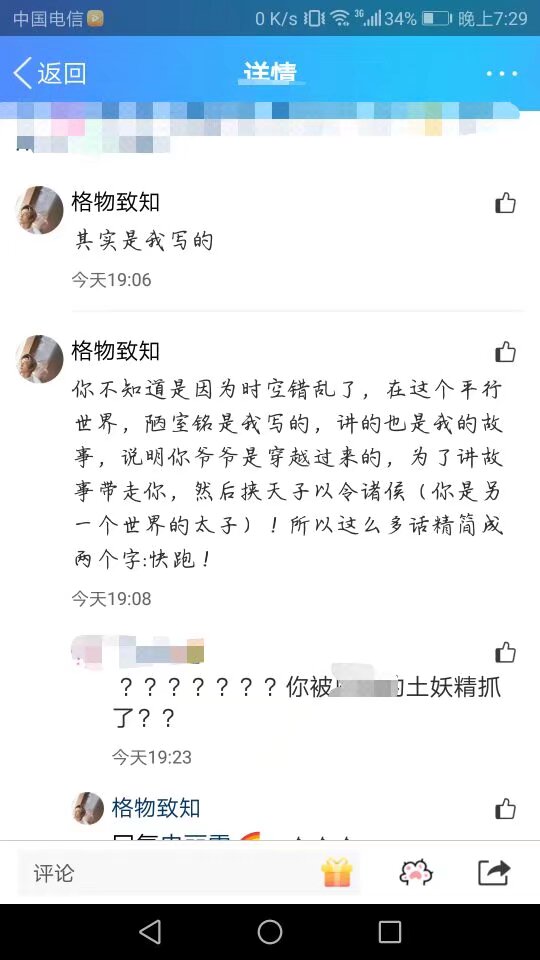 中国电信
0 K/s
3G
34%
晚上7:29
返回
详情
格物致知
其实是我写的
今天19:06
格物致知
你不知道是因为时空错乱了，在这个平行
世界，陋室铭是我写的，讲的也是我的故
事，说明你爷爷是穿越过来的，为了讲故
事带走你，然后挟天子以令诸侯（你是另
一个世界的太子）！所以这么多话精简成
两个字:快跑！
今天19:08
？？？？？？？你被
的土妖精抓
了？？
今天19:23
格物致知
评论